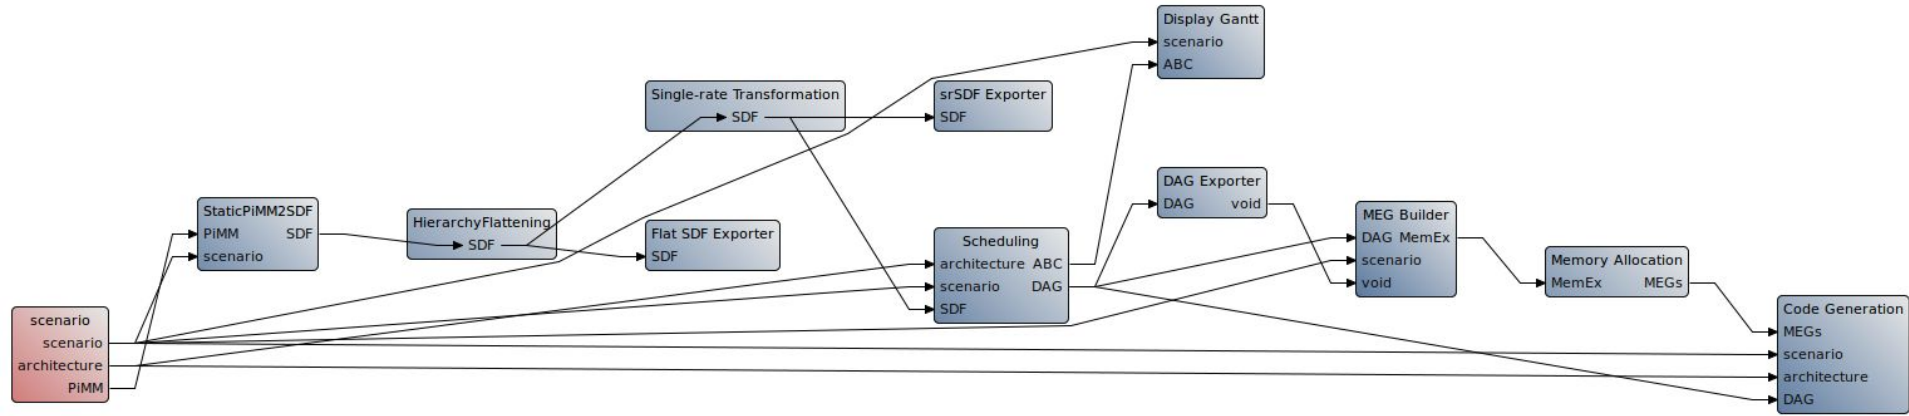 Display Gantt
scenario
ABC
Single-rate Transformation
SDF
srSDF Exporter
SDF
StaticPiMM2SDF
PiMM SDF
scenario
HierarchyFlattening
SDF
Flat SDF Exporter
SDF
Scheduling
architecture ABC
scenario DAG
SDF
DAG Exporter
DAG void
MEG Builder
DAG MemEx
scenario
void
Memory Allocation
MemEx MEGs
scenario
scenario
architecture
PiMM
Code Generation
MEGs
scenario
architecture
DAG